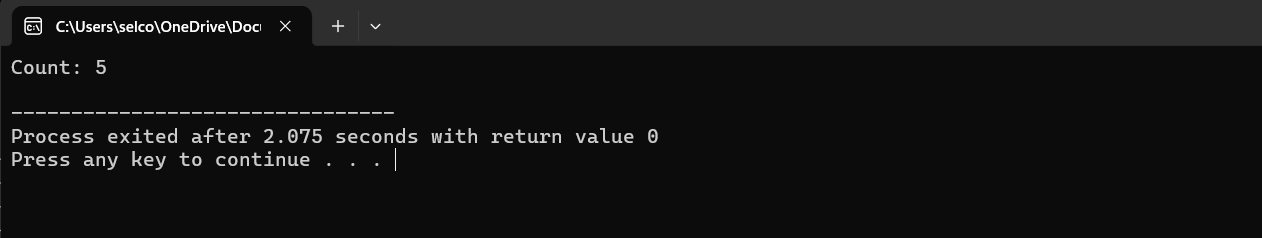 C:\Users\selco\OneDrive\Docu
Count: 5
--------------------------------
Process exited after 2.075 seconds with return value 0
Press any key to continue . . .